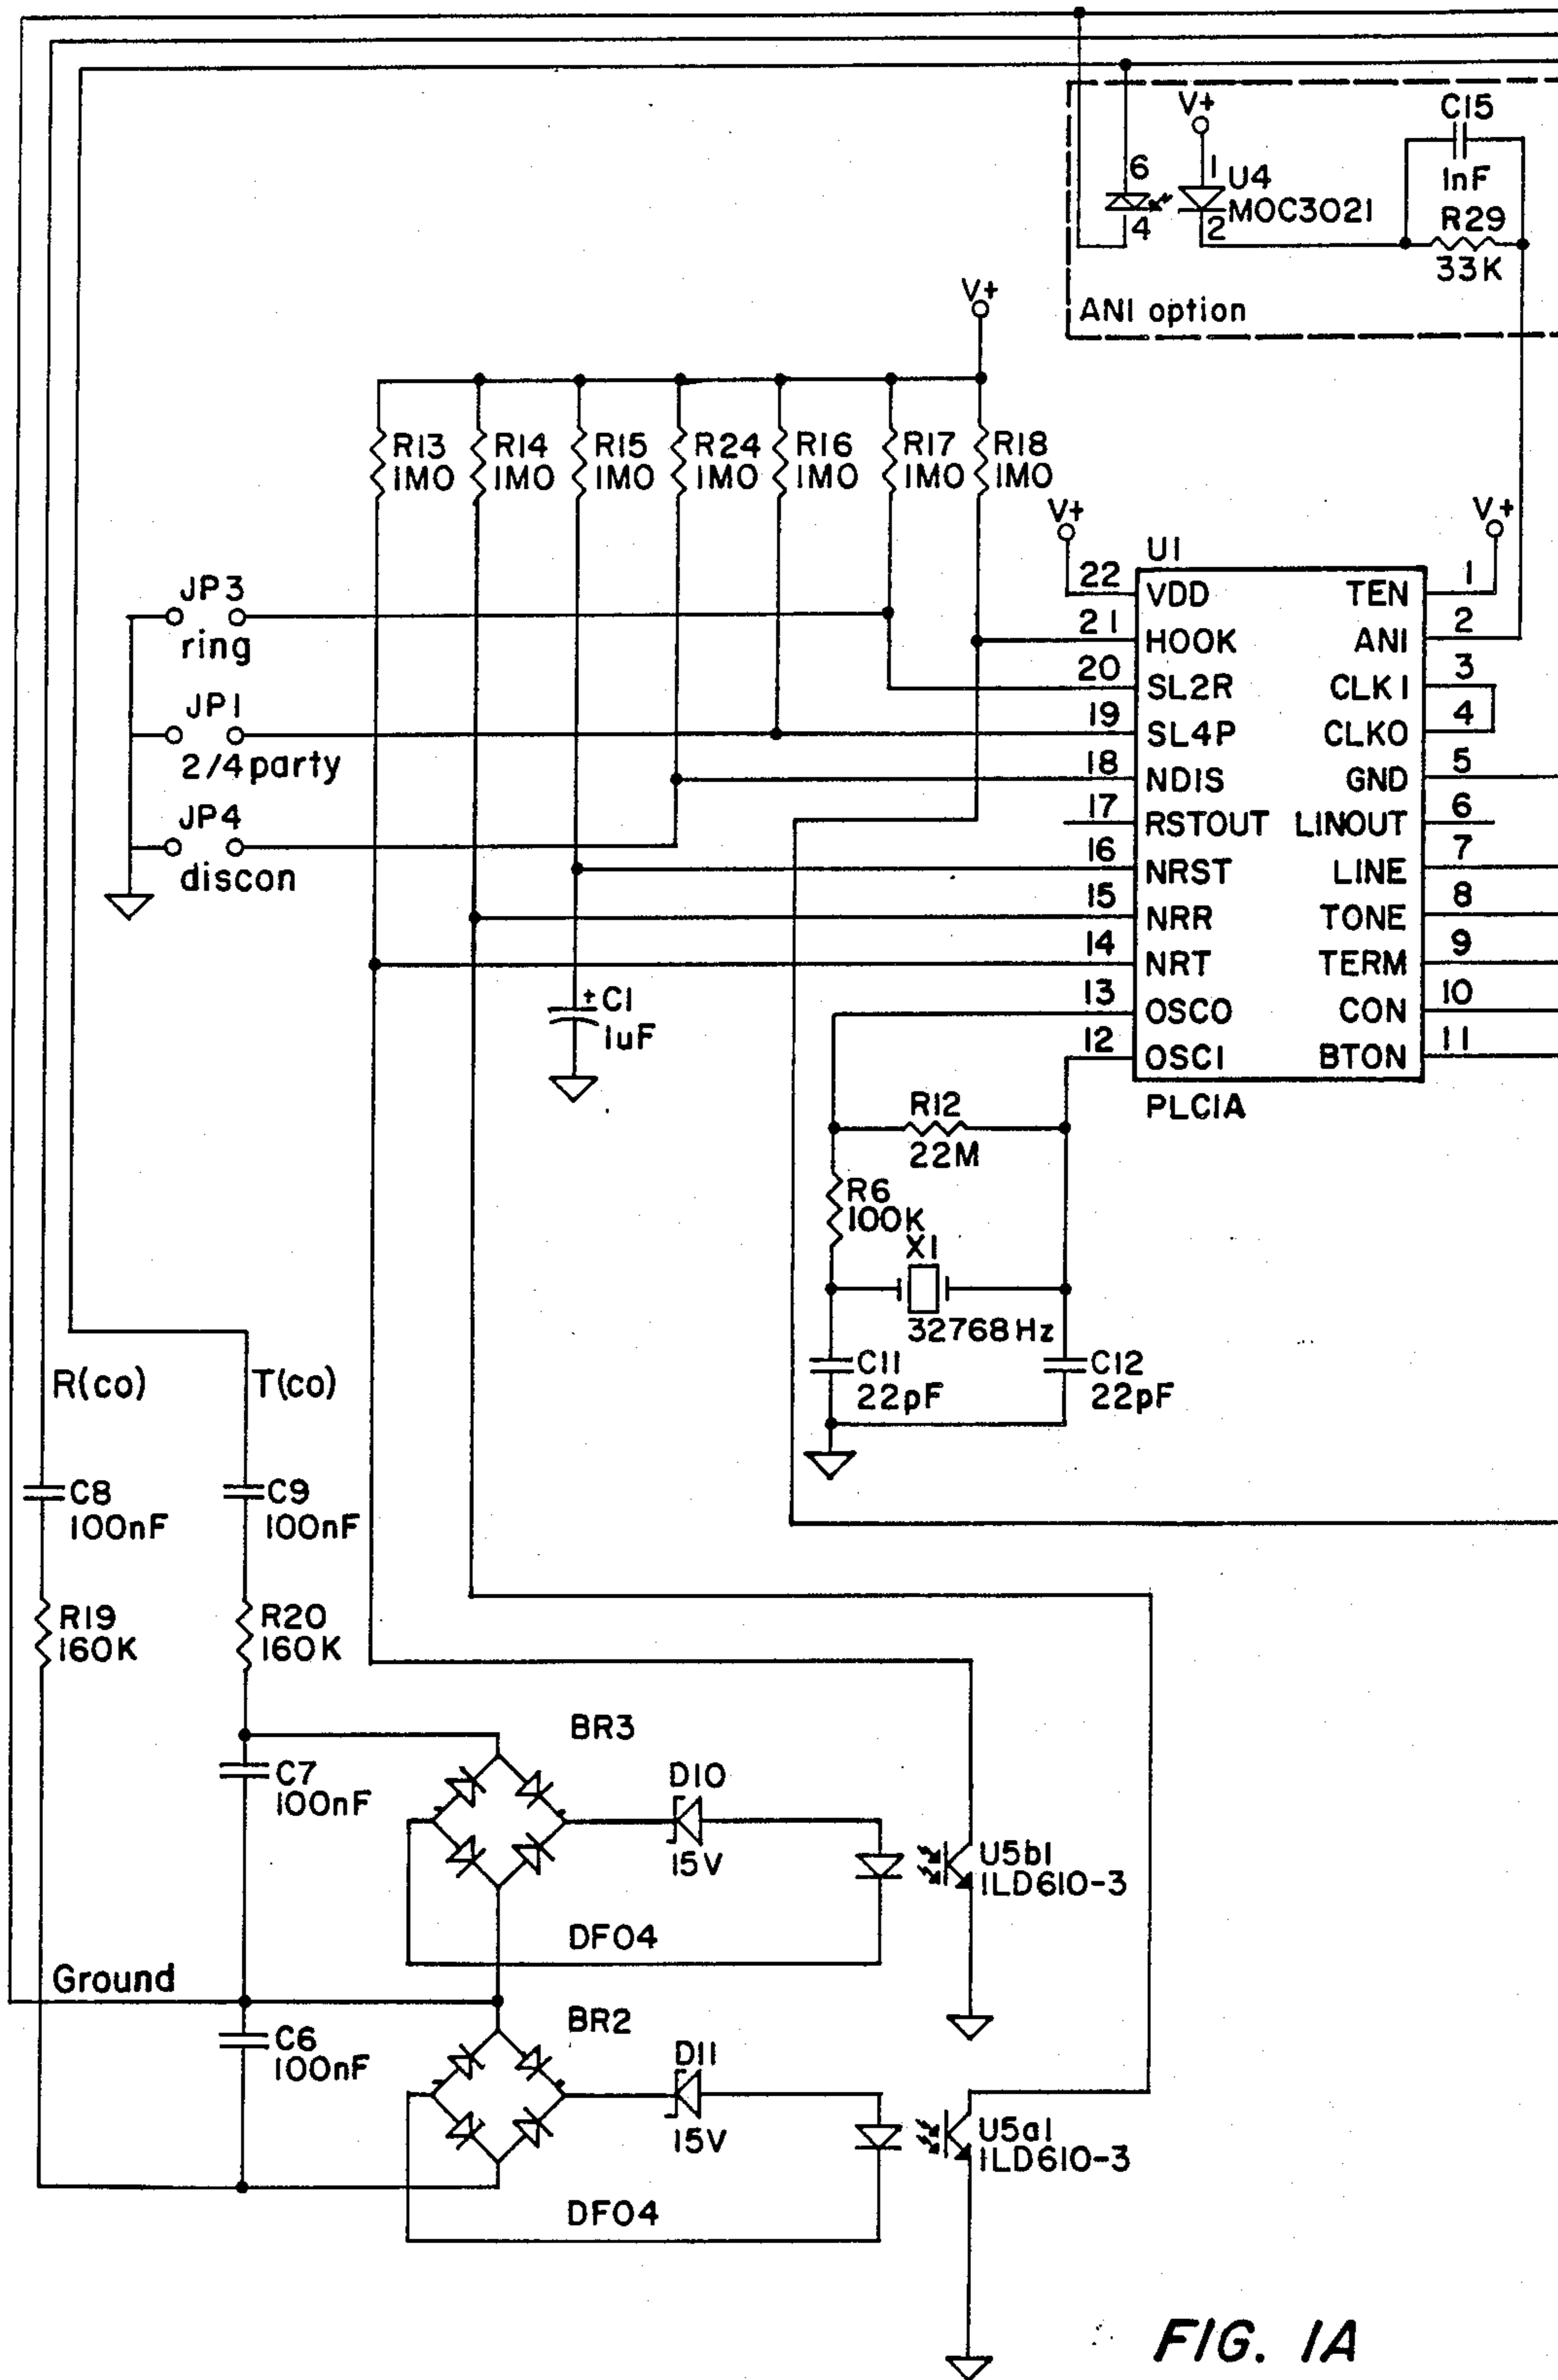 V+
C15
1nF
6
1
U4
MOC3021
4
2
R29
33K
ANI option
V+
R13
1MO
R14
1MO
R15
1MO
R24
1MO
R16
1MO
R17
1MO
R18
1MO
V+
V+
U1
JP3
ring
JP1
2/4 party
JP4
discon
22
VDD
TEN
1
21
HOOK
ANI
2
20
SL2R
CLKI
3
19
SL4P
CLKO
4
18
NDIS
GND
5
17
RSTOUT
LINOUT
6
16
NRST
LINE
7
15
NRR
TONE
8
14
NRT
TERM
9
13
OSCO
CON
10
12
OSCI
BTON
11
PLC1A
+
C1
1uF
R12
22M
R6
100K
X1
32768Hz
C11
22pF
C12
22pF
R(co)
T(co)
C8
100nF
C9
100nF
R19
160K
R20
160K
BR3
C7
100nF
D10
15V
U5b1
1LD610-3
DF04
Ground
BR2
C6
100nF
D11
15V
U5a1
1LD610-3
DF04
FIG. 1A